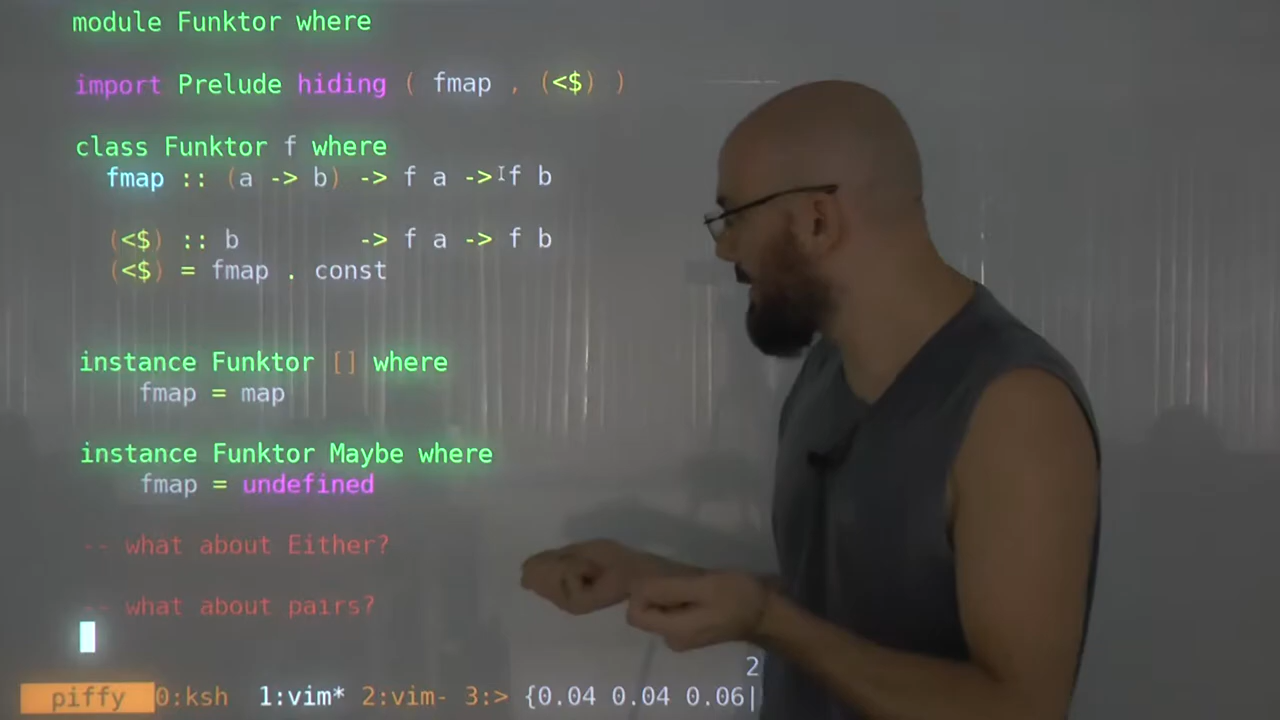 module Funktor where
import Prelude hiding ( fmap , (<$) )
class Funktor f where
fmap :: (a -> b) -> f a -> f b
(<$) :: b -> f a -> f b
(<$) = fmap . const
instance Funktor [] where
fmap = map
instance Funktor Maybe where
fmap = undefined
-- what about Either?
-- what about pairs?
2
piffy 0:ksh 1:vim* 2:vim- 3:> {0.04 0.04 0.06|